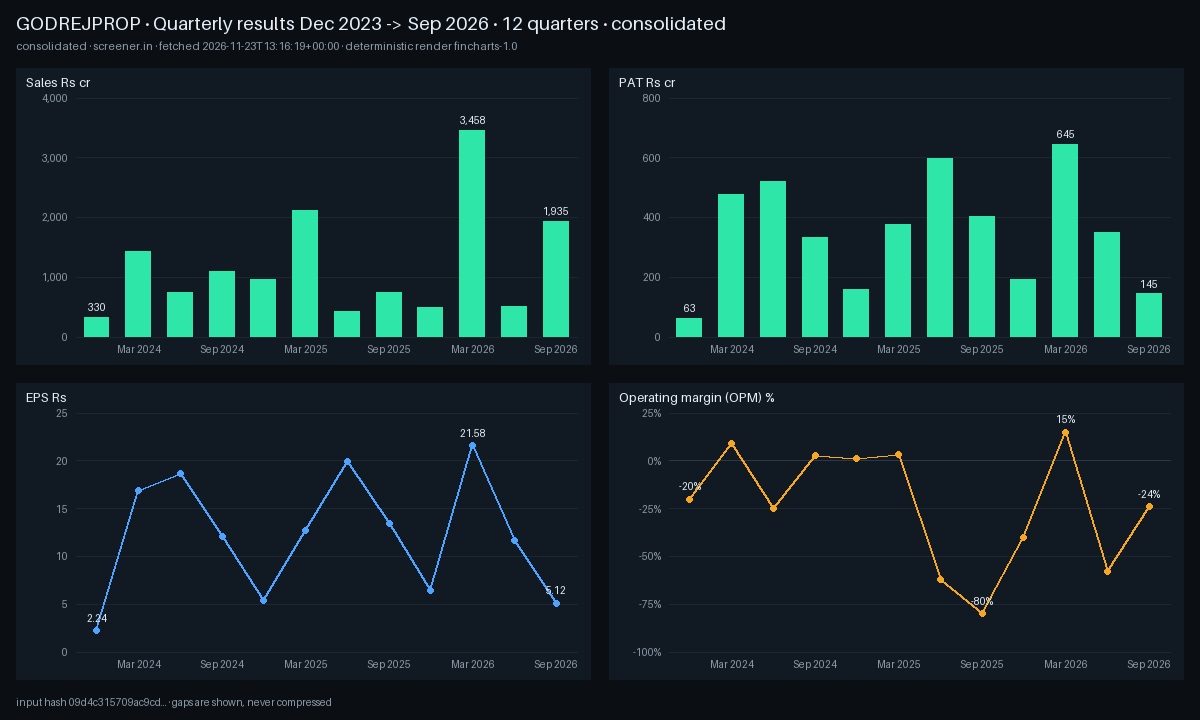 GODREJPROP · Quarterly results Dec 2023 -> Sep 2026 · 12 quarters · consolidated
consolidated · screener.in · fetched 2026-11-23T13:16:19+00:00 · deterministic render fincharts-1.0
Sales Rs cr
4,000
3,000
2,000
1,000
0
330
3,458
1,935
Mar 2024
Sep 2024
Mar 2025
Sep 2025
Mar 2026
Sep 2026
PAT Rs cr
800
600
400
200
0
63
645
145
Mar 2024
Sep 2024
Mar 2025
Sep 2025
Mar 2026
Sep 2026
EPS Rs
25
20
15
10
5
0
2.24
21.58
5.12
Mar 2024
Sep 2024
Mar 2025
Sep 2025
Mar 2026
Sep 2026
Operating margin (OPM) %
25%
0%
-25%
-50%
-75%
-100%
-20%
-80%
15%
-24%
Mar 2024
Sep 2024
Mar 2025
Sep 2025
Mar 2026
Sep 2026
input hash 09d4c315709ac9cd... · gaps are shown, never compressed